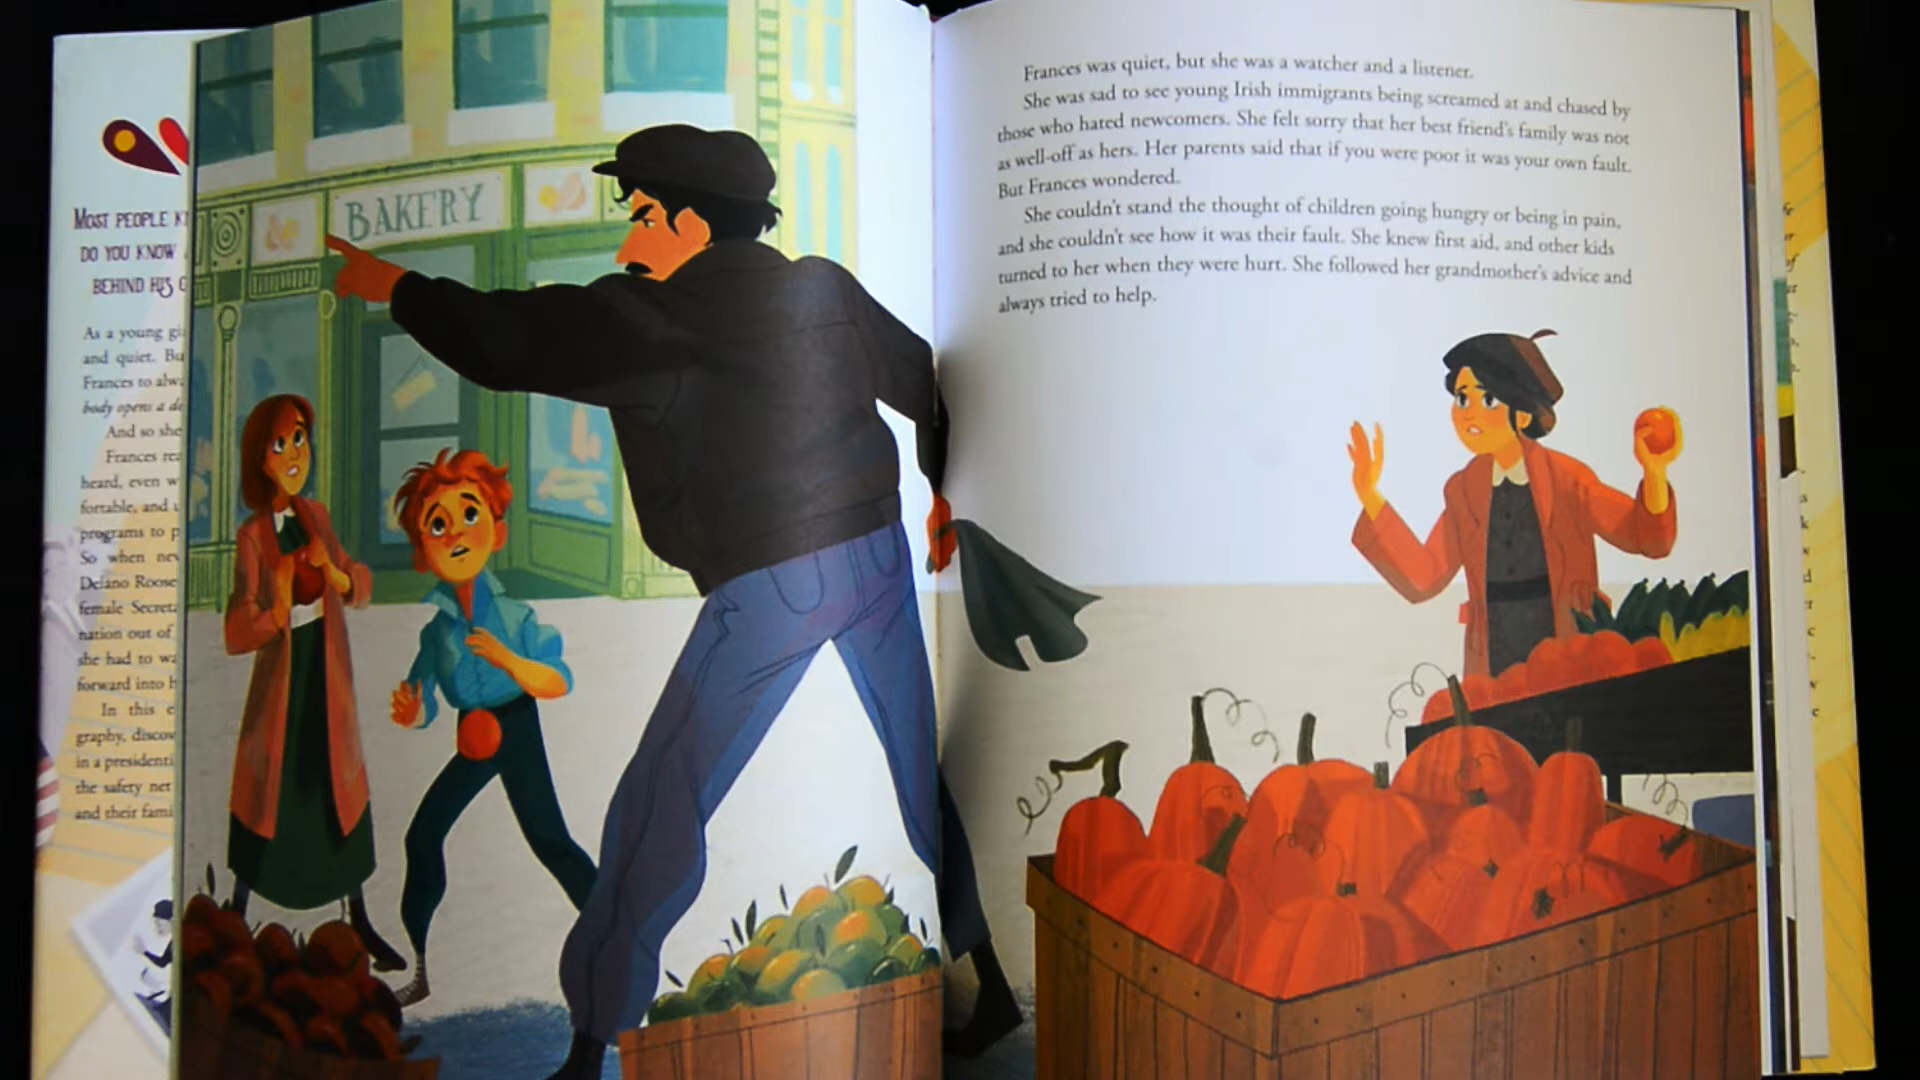 MOST PEOPLE K
DO YOU KNOW
BEHIND HIS
As a young gi
and quiet. Bu
Frances to alw
body opens a do
And so she
Frances rea
heard, even w
fortable, and u
programs to p
So when new
Delano Roose
female Secret
nation out of
she had to wa
forward into h
In this e
graphy, discov
in a presidenti
the safety net
and their fami
BAKERY
Frances was quiet, but she was a watcher and a listener.
She was sad to see young Irish immigrants being screamed at and chased by
those who hated newcomers. She felt sorry that her best friend's family was not
as well-off as hers. Her parents said that if you were poor it was your own fault.
But Frances wondered.
She couldn't stand the thought of children going hungry or being in pain,
and she couldn't see how it was their fault. She knew first aid, and other kids
turned to her when they were hurt. She followed her grandmother's advice and
always tried to help.